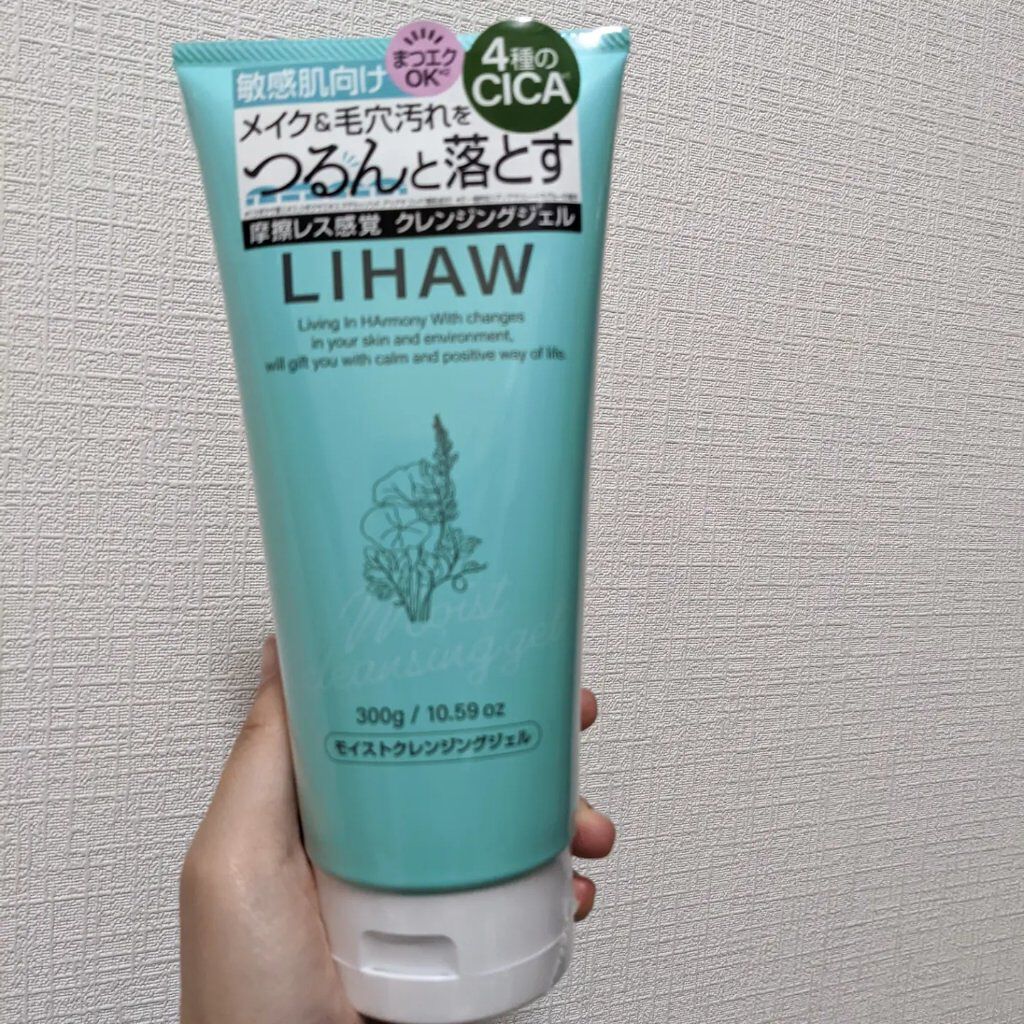 まつエク
OK
4種の
CICA
敏感肌向け
メイク&毛穴汚れを
つるんと落とす
摩擦レス感覚 クレンジングジェル
LIHAW
Living In HArmony With changes
in your skin and environment,
will gift you with calm and positive way of life.
Moist
cleansing gel
300g / 10.59 oz
モイストクレンジングジェル